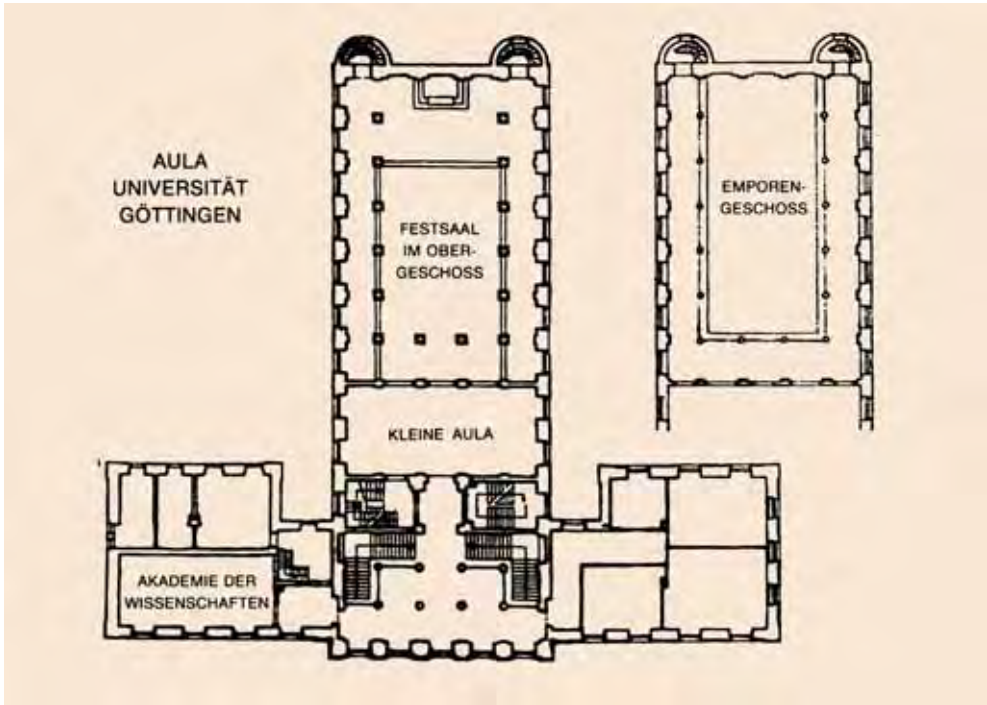 AULA
UNIVERSITÄT
GÖTTINGEN
FESTSAAL
IM OBER-
GESCHOSS
EMPOREN-
GESCHOSS
KLEINE AULA
AKADEMIE DER
WISSENSCHAFTEN